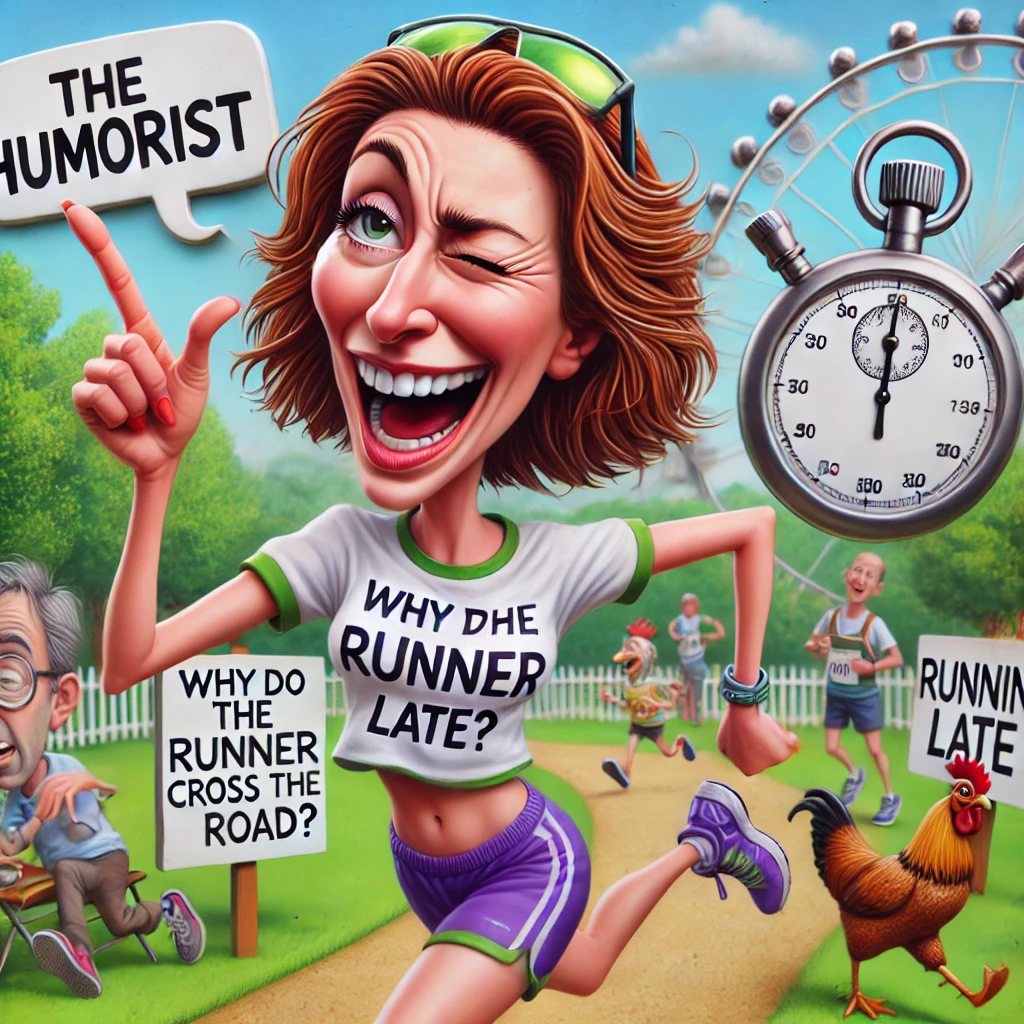 THE
HUMORIST
WHY DHE
RUNNER
LATE?
WHY DO
THE
RUNNER
CROSS THE
ROAD?
RUNNIN
LATE